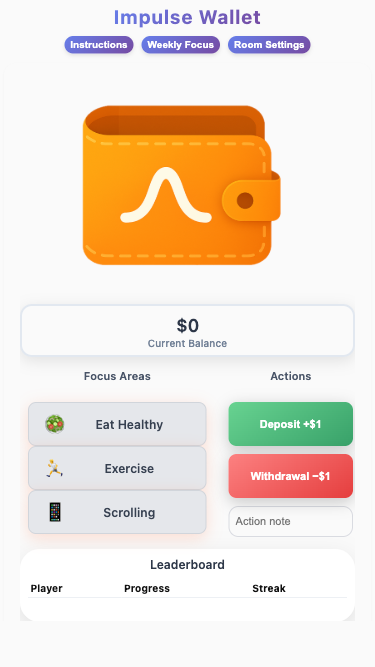 Impulse Wallet
Instructions Weekly Focus Room Settings
$0
Current Balance
Focus Areas Actions
Eat Healthy Deposit +$1
Exercise Withdrawal −$1
Scrolling Action note
Leaderboard
Player Progress Streak